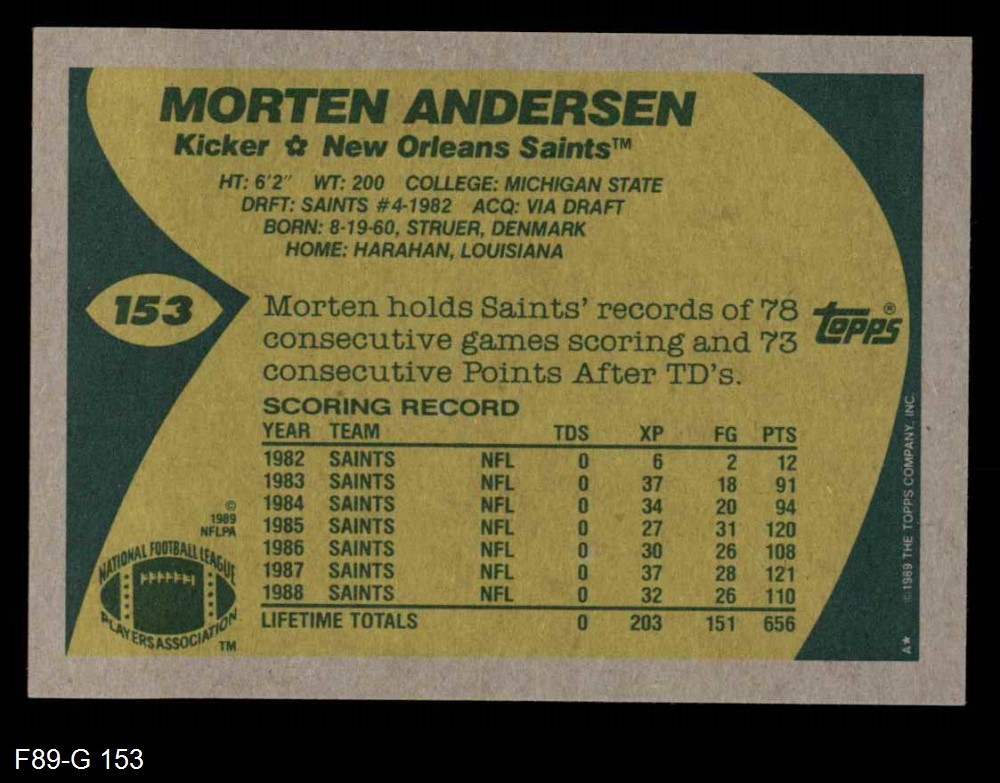 MORTEN ANDERSEN
Kicker ✿ New Orleans Saints™
HT: 6'2" WT: 200 COLLEGE: MICHIGAN STATE
DRFT: SAINTS #4-1982 ACQ: VIA DRAFT
BORN: 8-19-60, STRUER, DENMARK
HOME: HARAHAN, LOUISIANA
153
Morten holds Saints' records of 78
consecutive games scoring and 73
consecutive Points After TD's.
topps®
SCORING RECORD
YEAR TEAM TDS XP FG PTS
1982 SAINTS NFL 0 6 2 12
1983 SAINTS NFL 0 37 18 91
1984 SAINTS NFL 0 34 20 94
1985 SAINTS NFL 0 27 31 120
1986 SAINTS NFL 0 30 26 108
1987 SAINTS NFL 0 37 28 121
1988 SAINTS NFL 0 32 26 110
LIFETIME TOTALS 0 203 151 656
©
1989
NFLPA
NATIONAL FOOTBALL LEAGUE
PLAYERS ASSOCIATION
TM
© 1989 THE TOPPS COMPANY, INC.
A★
F89-G 153